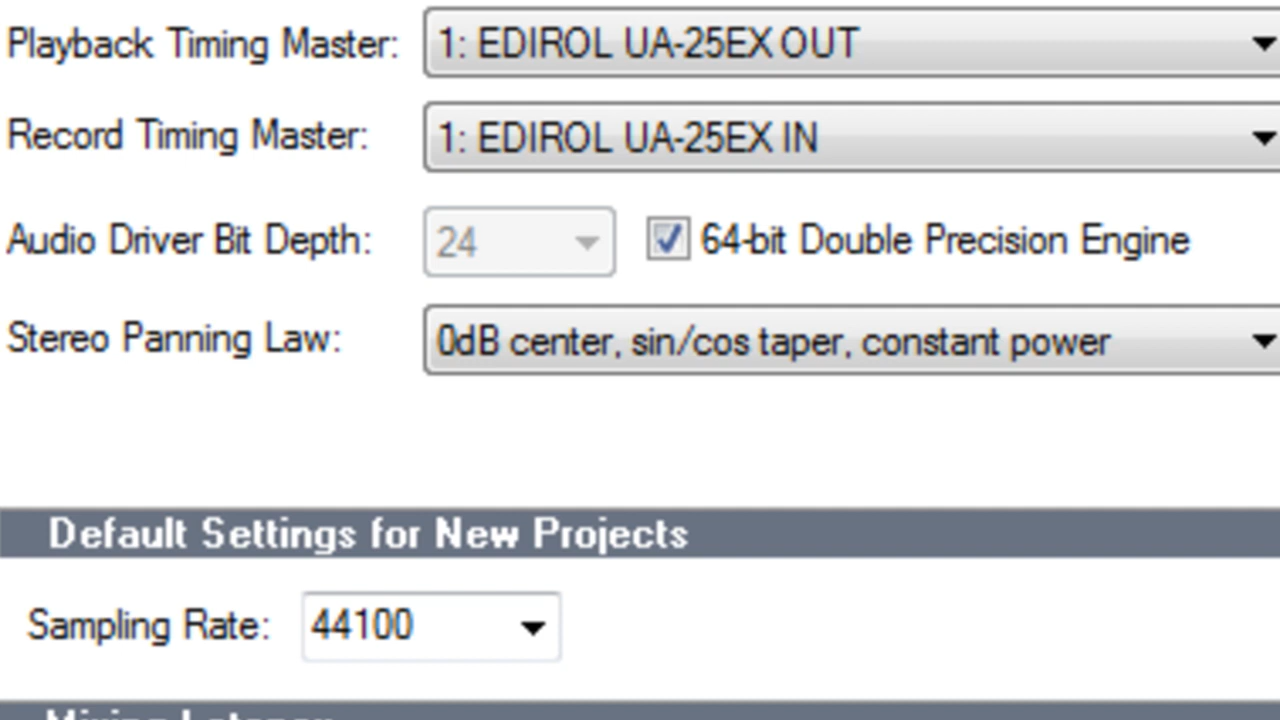 Playback Timing Master: 1: EDIROL UA-25EX OUT
Record Timing Master: 1: EDIROL UA-25EX IN
Audio Driver Bit Depth: 24 64-bit Double Precision Engine
Stereo Panning Law: 0dB center, sin/cos taper, constant power
Default Settings for New Projects
Sampling Rate: 44100
Mixing Latency